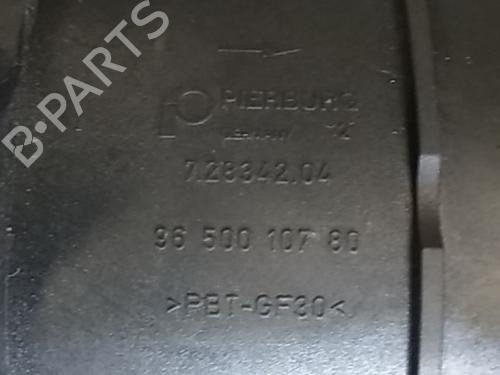 B-PARTS
PIERBURG
GERMANY
7.28342.04
96 500 107 80
>PBT-GF30<